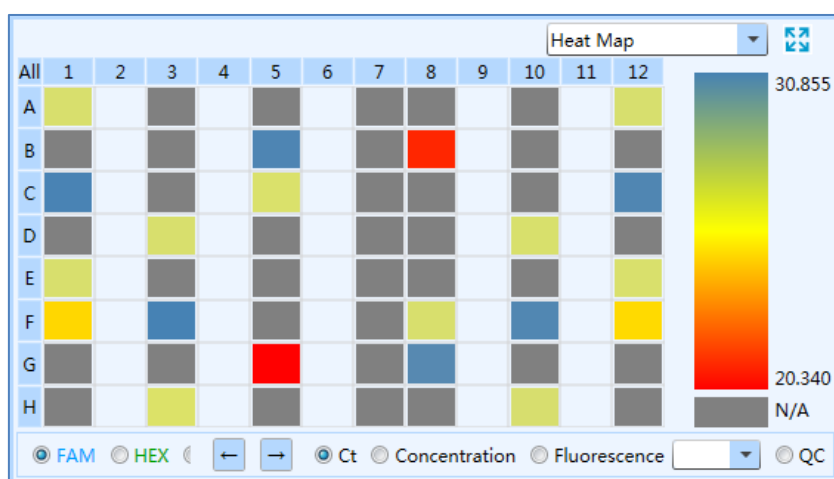 Heat Map
All 1 2 3 4 5 6 7 8 9 10 11 12
30.855
A
B
C
D
E
F
G
20.340
H
N/A
FAM HEX ← → Ct Concentration Fluorescence QC